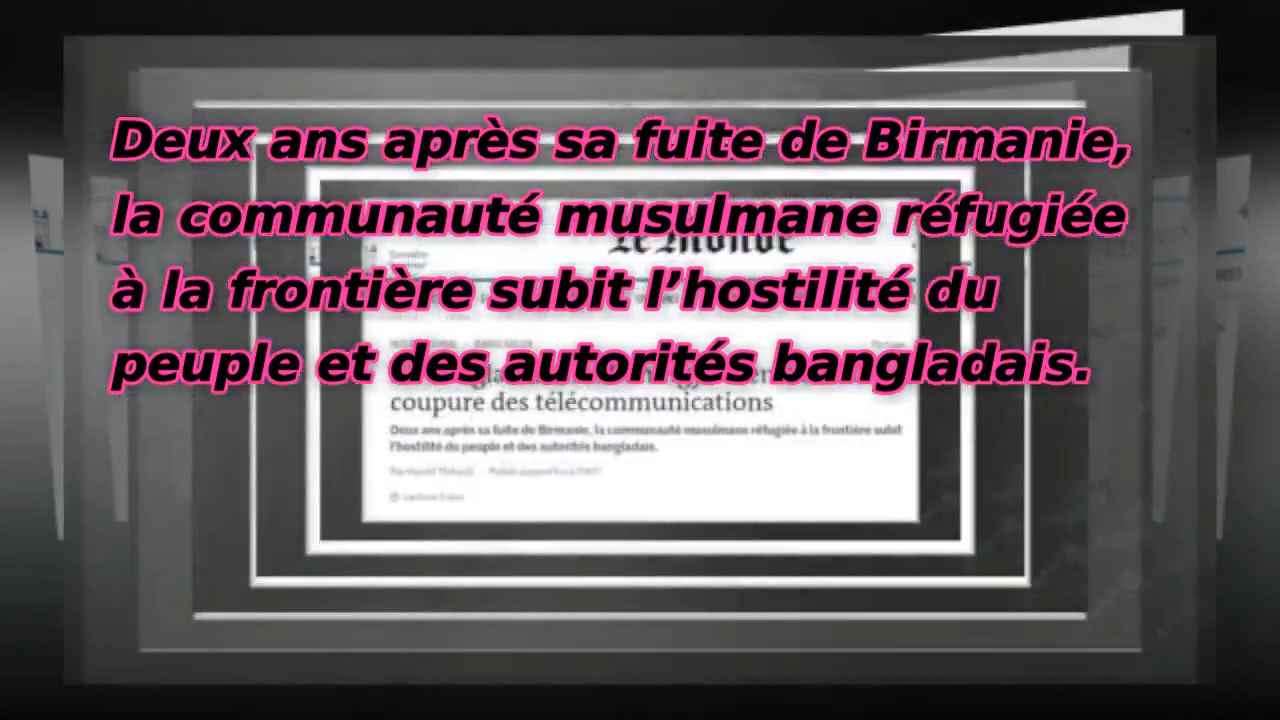 Deux ans après sa fuite de Birmanie,
la communauté musulmane réfugiée
à la frontière subit l’hostilité du
peuple et des autorités bangladais.
Le Monde
coupure des télécommunications
Deux ans après sa fuite de Birmanie, la communauté musulmane réfugiée à la frontière subit
l’hostilité du peuple et des autorités bangladais.